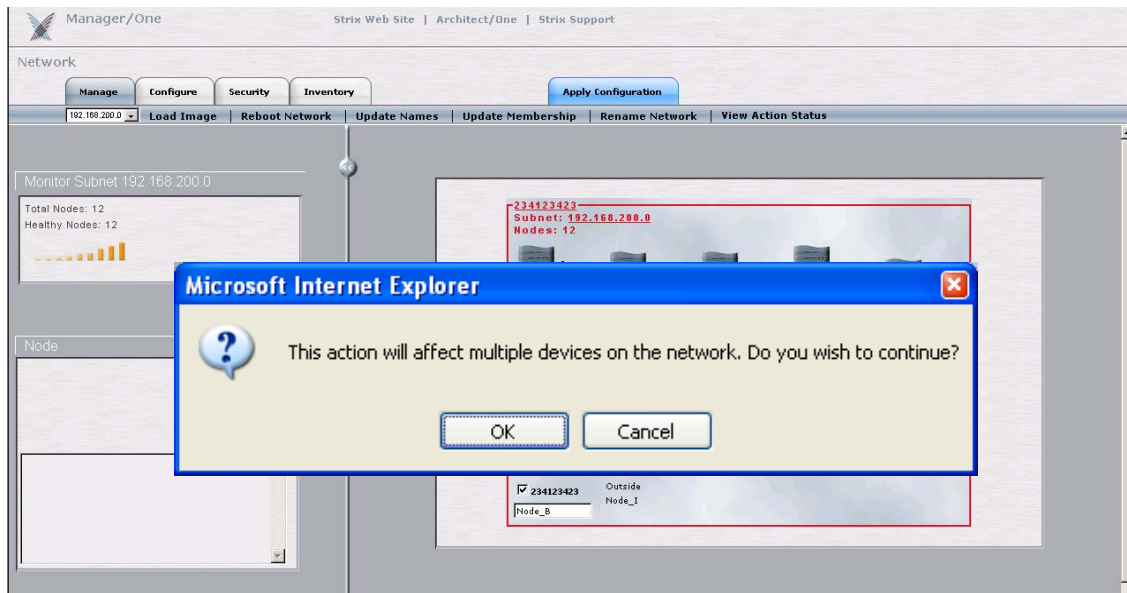 Manager/One
Strix Web Site | Architect/One | Strix Support
Network
Manage Configure Security Inventory Apply Configuration
192.168.200.0 Load Image | Reboot Network | Update Names | Update Membership | Rename Network | View Action Status
Monitor Subnet 192.168.200.0
Total Nodes: 12
Healthy Nodes: 12
234123423
Subnet: 192.168.200.0
Nodes: 12
Microsoft Internet Explorer
This action will affect multiple devices on the network. Do you wish to continue?
OK Cancel
Node
234123423
Node_B
Outside
Node_I